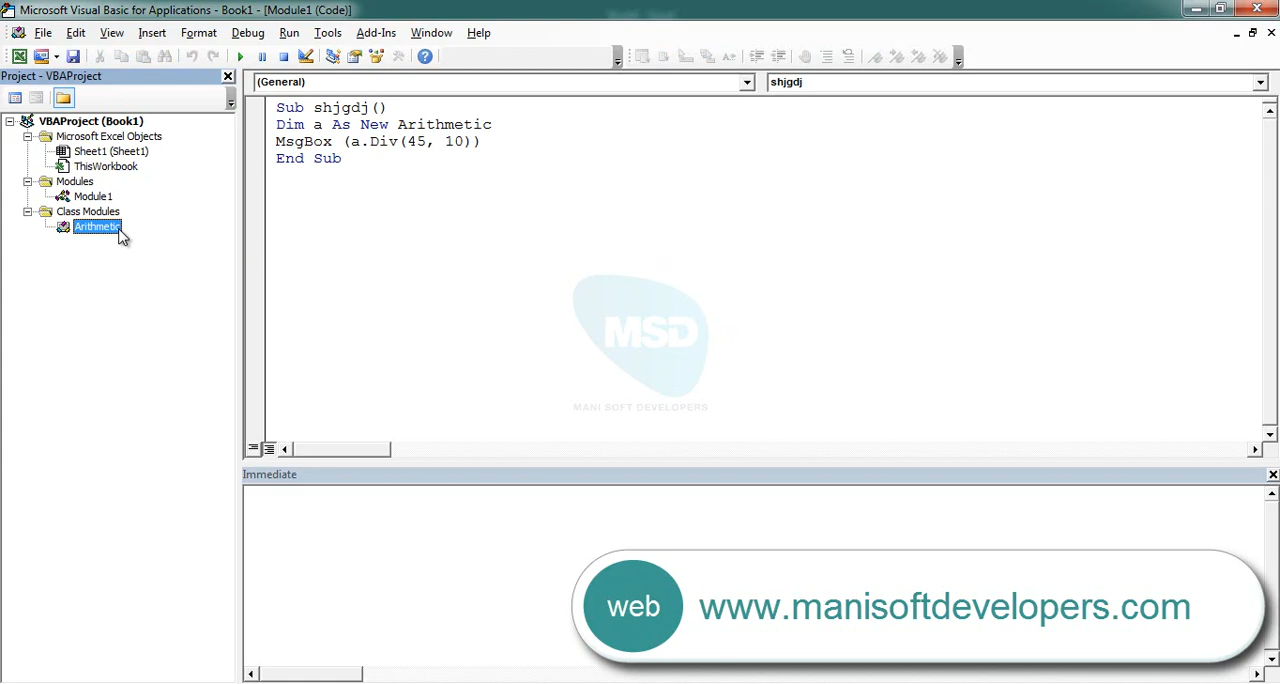 Microsoft Visual Basic for Applications - Book1 - [Module1 (Code)]
File Edit View Insert Format Debug Run Tools Add-Ins Window Help
Project - VBAProject
(General)
shjgdj
VBAProject (Book1)
Microsoft Excel Objects
Sheet1 (Sheet1)
ThisWorkbook
Modules
Module1
Class Modules
Arithmetic
Sub shjgdj()
Dim a As New Arithmetic
MsgBox (a.Div(45, 10))
End Sub
MSD
MANI SOFT DEVELOPERS
Immediate
web
www.manisoftdevelopers.com